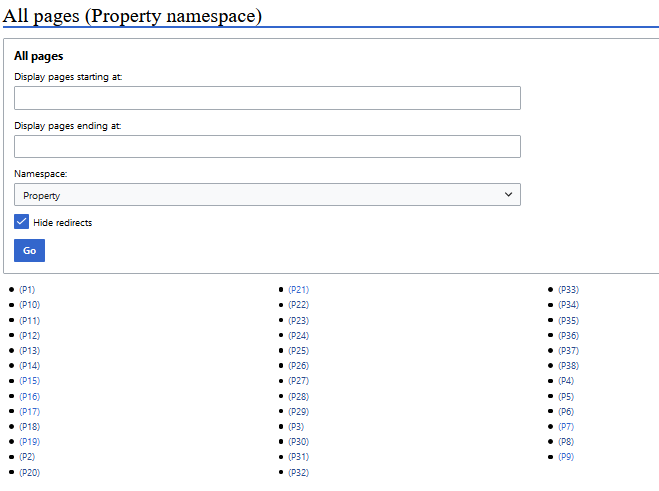 All pages (Property namespace)
All pages
Display pages starting at:
Display pages ending at:
Namespace:
Property
Hide redirects
Go
(P1)
(P10)
(P11)
(P12)
(P13)
(P14)
(P15)
(P16)
(P17)
(P18)
(P19)
(P2)
(P20)
(P21)
(P22)
(P23)
(P24)
(P25)
(P26)
(P27)
(P28)
(P29)
(P3)
(P30)
(P31)
(P32)
(P33)
(P34)
(P35)
(P36)
(P37)
(P38)
(P4)
(P5)
(P6)
(P7)
(P8)
(P9)